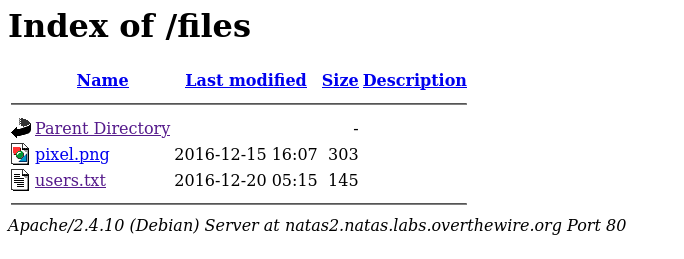 Index of /files
Name Last modified Size Description
Parent Directory -
pixel.png 2016-12-15 16:07 303
users.txt 2016-12-20 05:15 145
Apache/2.4.10 (Debian) Server at natas2.natas.labs.overthewire.org Port 80